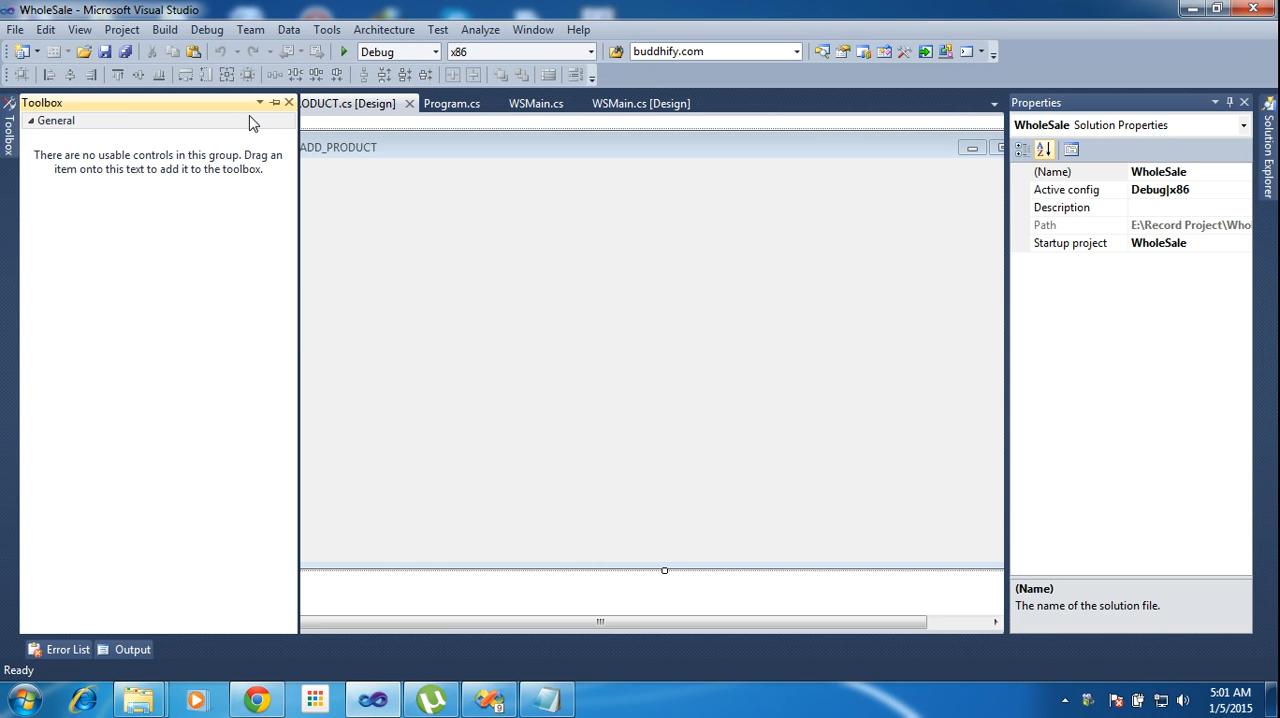 WholeSale - Microsoft Visual Studio
File Edit View Project Build Debug Team Data Tools Architecture Test Analyze Window Help
Debug x86 buddhify.com
Toolbox
ODUCT.cs [Design] Program.cs WSMain.cs WSMain.cs [Design]
Properties
Toolbox
General
There are no usable controls in this group. Drag an
item onto this text to add it to the toolbox.
ADD_PRODUCT
WholeSale Solution Properties
(Name) WholeSale
Active config Debug|x86
Description
Path E:\Record Project\Who
Startup project WholeSale
Solution Explorer
(Name)
The name of the solution file.
Error List Output
Ready
5:01 AM
1/5/2015